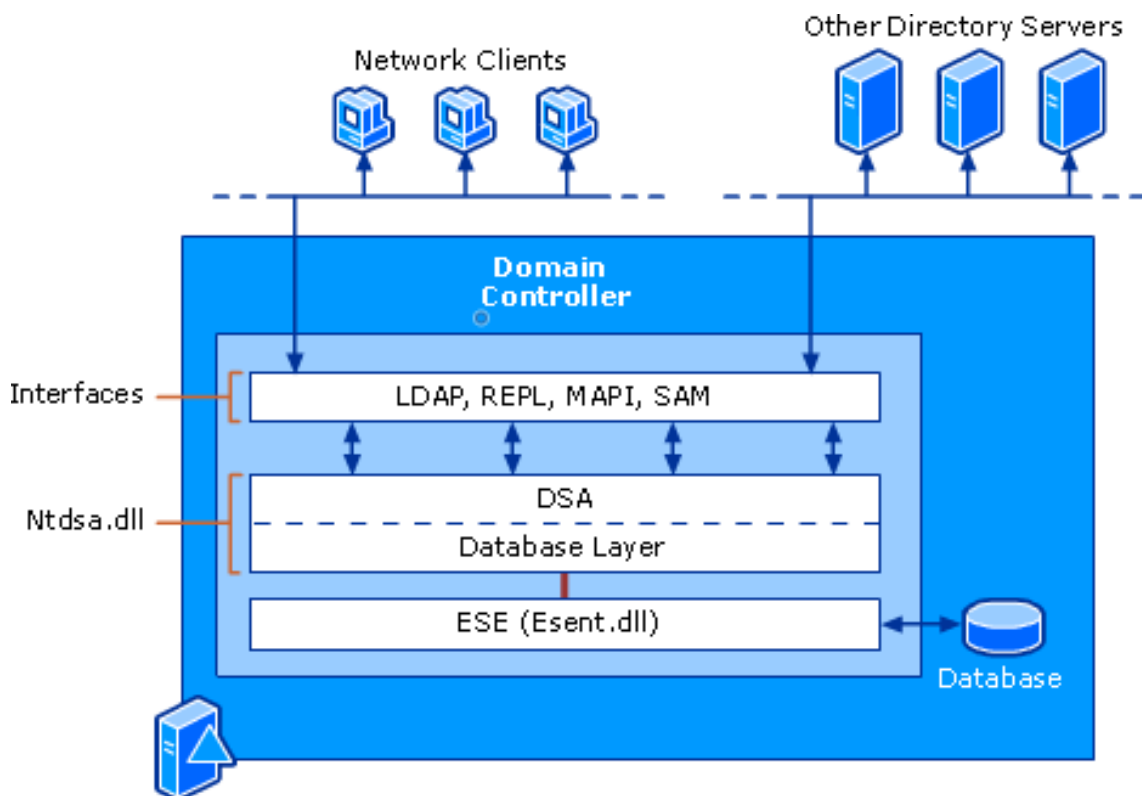 Other Directory Servers
Network Clients
Domain
Controller
Interfaces
LDAP, REPL, MAPI, SAM
DSA
Ntdsa.dll
Database Layer
ESE (Esent.dll)
Database